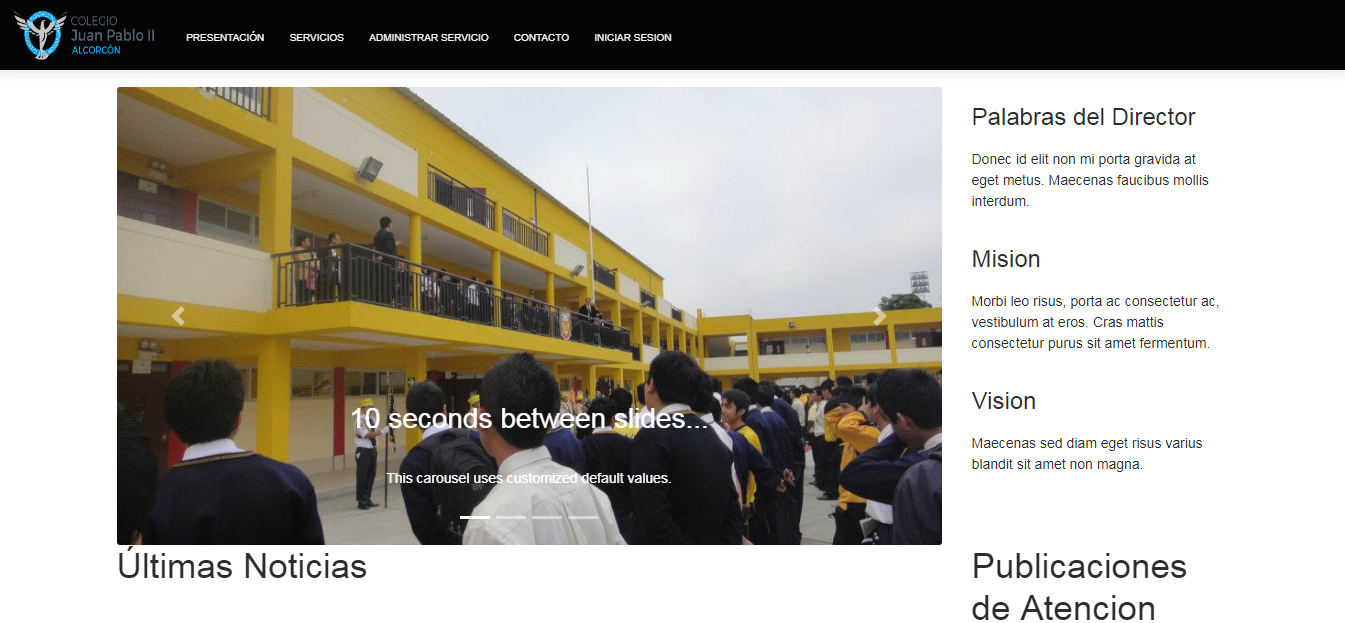 COLEGIO
Juan Pablo II
ALCORCÓN
PRESENTACIÓN SERVICIOS ADMINISTRAR SERVICIO CONTACTO INICIAR SESION
10 seconds between slides...
This carousel uses customized default values.
Palabras del Director
Donec id elit non mi porta gravida at
eget metus. Maecenas faucibus mollis
interdum.
Mision
Morbi leo risus, porta ac consectetur ac,
vestibulum at eros. Cras mattis
consectetur purus sit amet fermentum.
Vision
Maecenas sed diam eget risus varius
blandit sit amet non magna.
Últimas Noticias
Publicaciones
de Atencion